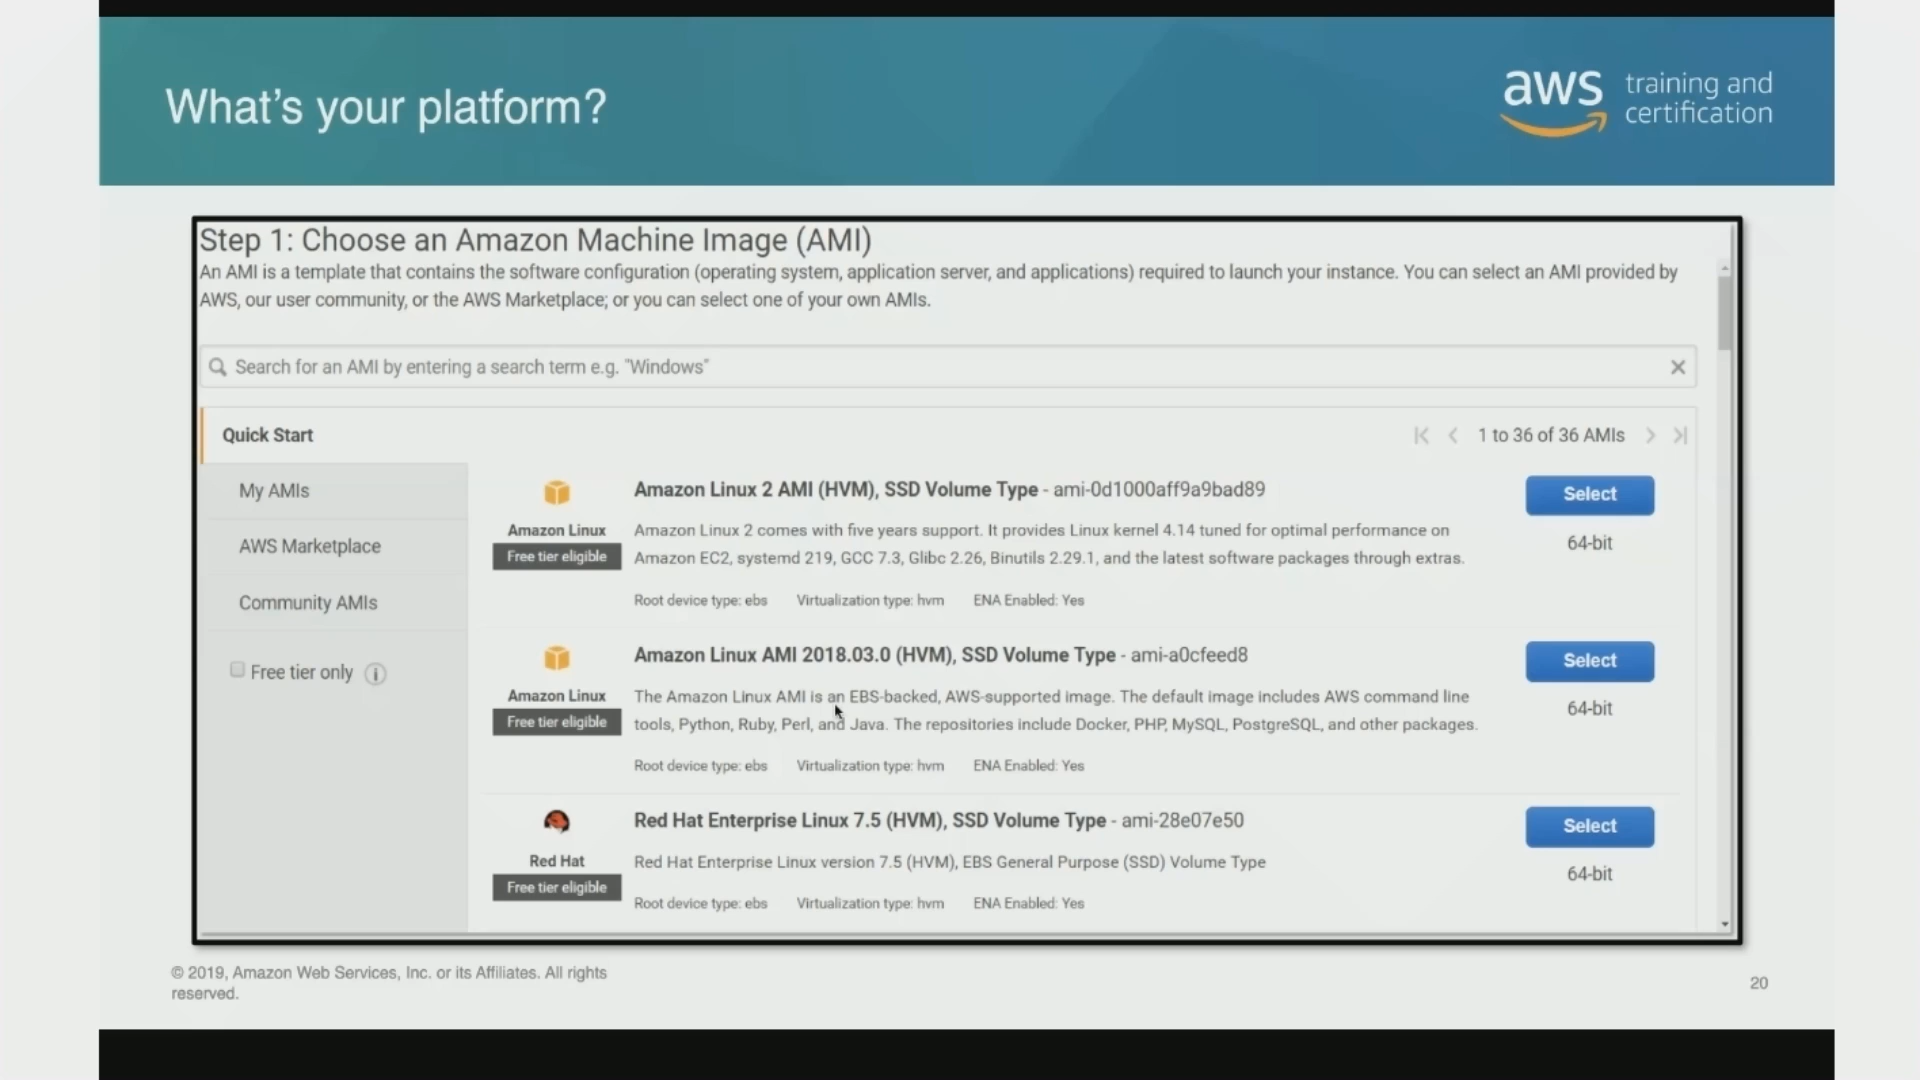 What's your platform?
aws training and certification
Step 1: Choose an Amazon Machine Image (AMI)
An AMI is a template that contains the software configuration (operating system, application server, and applications) required to launch your instance. You can select an AMI provided by
AWS, our user community, or the AWS Marketplace; or you can select one of your own AMIs.
Search for an AMI by entering a search term e.g. "Windows"
Quick Start
1 to 36 of 36 AMIs
My AMIs
AWS Marketplace
Community AMIs
Free tier only
Amazon Linux
Free tier eligible
Amazon Linux 2 AMI (HVM), SSD Volume Type - ami-0d1000aff9a9bad89
Amazon Linux 2 comes with five years support. It provides Linux kernel 4.14 tuned for optimal performance on
Amazon EC2, systemd 219, GCC 7.3, Glibc 2.26, Binutils 2.29.1, and the latest software packages through extras.
Root device type: ebs Virtualization type: hvm ENA Enabled: Yes
Select
64-bit
Amazon Linux
Free tier eligible
Amazon Linux AMI 2018.03.0 (HVM), SSD Volume Type - ami-a0cfeed8
The Amazon Linux AMI is an EBS-backed, AWS-supported image. The default image includes AWS command line
tools, Python, Ruby, Perl, and Java. The repositories include Docker, PHP, MySQL, PostgreSQL, and other packages.
Root device type: ebs Virtualization type: hvm ENA Enabled: Yes
Select
64-bit
Red Hat
Free tier eligible
Red Hat Enterprise Linux 7.5 (HVM), SSD Volume Type - ami-28e07e50
Red Hat Enterprise Linux version 7.5 (HVM), EBS General Purpose (SSD) Volume Type
Root device type: ebs Virtualization type: hvm ENA Enabled: Yes
Select
64-bit
© 2019, Amazon Web Services, Inc. or its Affiliates. All rights
reserved.
20